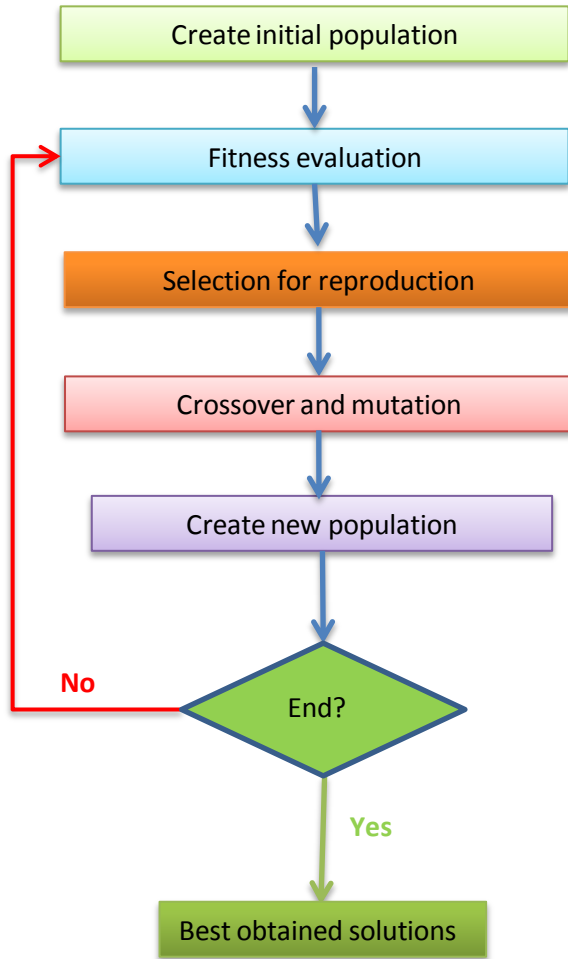 Create initial population
Fitness evaluation
Selection for reproduction
Crossover and mutation
Create new population
No
End?
Yes
Best obtained solutions